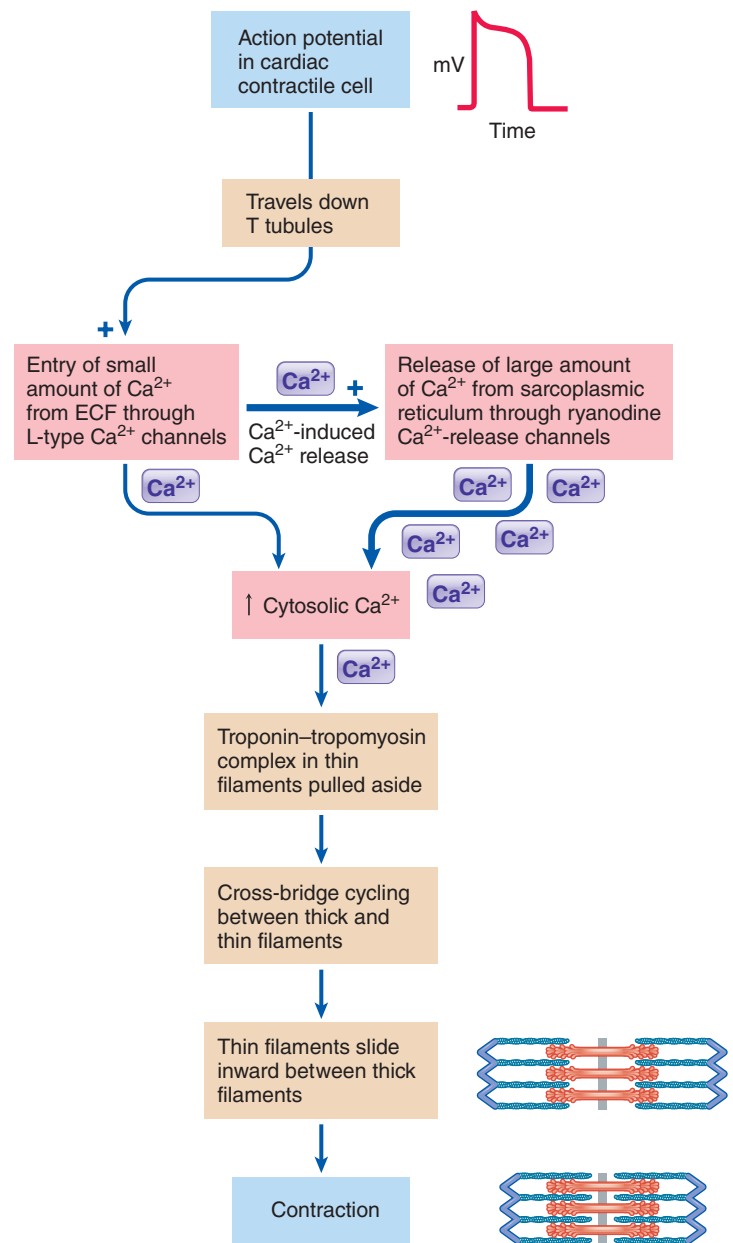 Action potential
in cardiac
contractile cell
mV
Time
Travels down
T tubules
+
Entry of small
amount of Ca²⁺
from ECF through
L-type Ca²⁺ channels
Ca²⁺
+
Ca²⁺-induced
Ca²⁺ release
Release of large amount
of Ca²⁺ from sarcoplasmic
reticulum through ryanodine
Ca²⁺-release channels
Ca²⁺
Ca²⁺
Ca²⁺
Ca²⁺
Ca²⁺
↑ Cytosolic Ca²⁺
Ca²⁺
Ca²⁺
Troponin–tropomyosin
complex in thin
filaments pulled aside
Cross-bridge cycling
between thick and
thin filaments
Thin filaments slide
inward between thick
filaments
Contraction